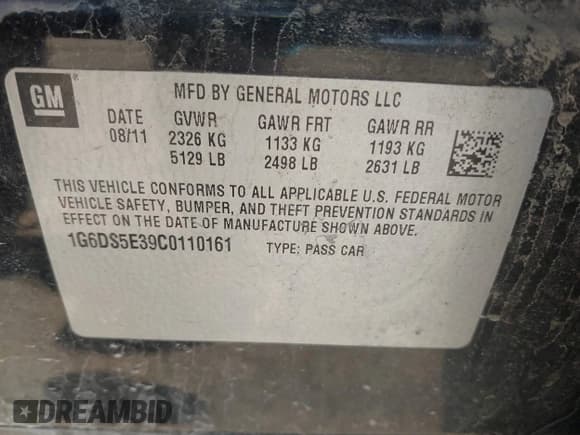 GM ®
MFD BY GENERAL MOTORS LLC
DATE GVWR GAWR FRT GAWR RR
08/11 2326 KG 1133 KG 1193 KG
5129 LB 2498 LB 2631 LB
THIS VEHICLE CONFORMS TO ALL APPLICABLE U.S. FEDERAL MOTOR
VEHICLE SAFETY, BUMPER, AND THEFT PREVENTION STANDARDS IN
EFFECT ON THE DATE OF MANUFACTURE SHOWN ABOVE.
1G6DS5E39C0110161 TYPE: PASS CAR
DREAMBID